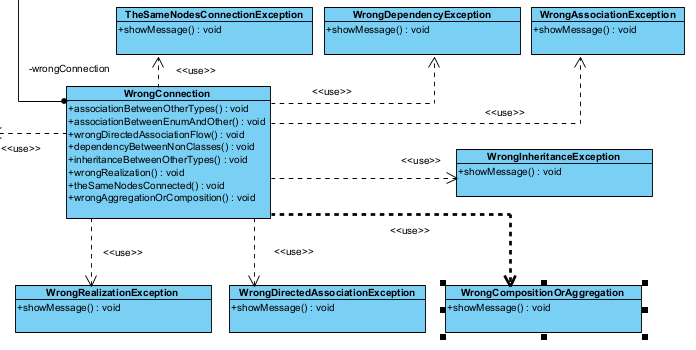 TheSameNodesConnectionException
+showMessage() : void
WrongDependencyException
+showMessage() : void
WrongAssociationException
+showMessage() : void
-wrongConnection
<<use>>
<<use>>
<<use>>
WrongConnection
+associationBetweenOtherTypes() : void
+associationBetweenEnumAndOther() : void
+wrongDirectedAssociationFlow() : void
+dependencyBetweenNonClasses() : void
+inheritanceBetweenOtherTypes() : void
+wrongRealization() : void
+theSameNodesConnected() : void
+wrongAggregationOrComposition() : void
<<use>>
<<use>>
WrongInheritanceException
+showMessage() : void
<<use>>
<<use>>
<<use>>
WrongRealizationException
+showMessage() : void
WrongDirectedAssociationException
+showMessage() : void
WrongCompositionOrAggregation
+showMessage() : void